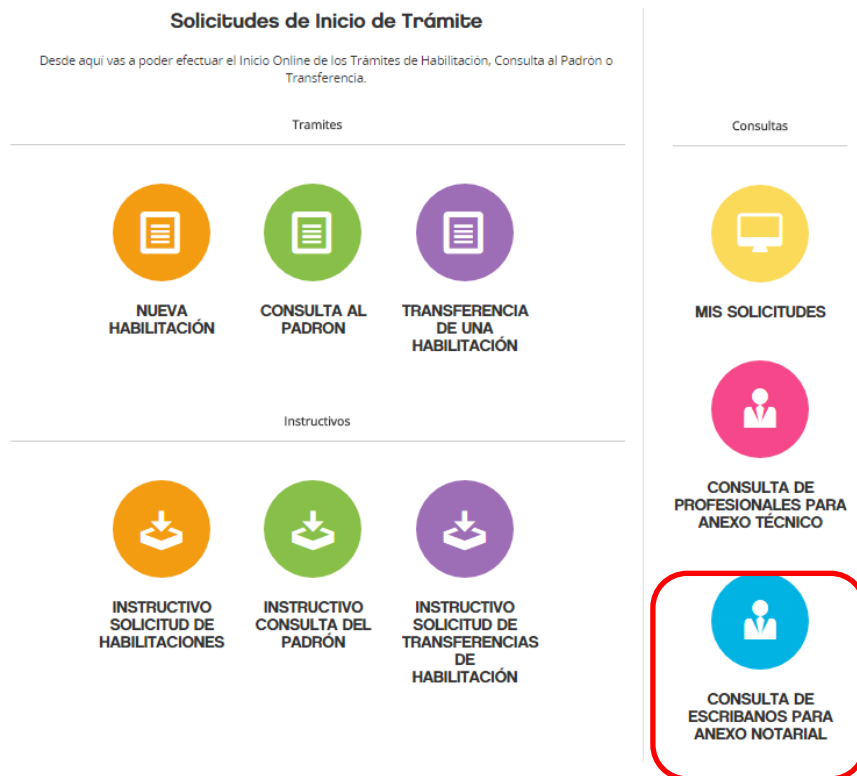 Solicitudes de Inicio de Trámite
Desde aquí vas a poder efectuar el Inicio Online de los Trámites de Habilitación, Consulta al Padrón o
Transferencia.
Tramites
NUEVA
HABILITACIÓN
CONSULTA AL
PADRON
TRANSFERENCIA
DE UNA
HABILITACIÓN
Instructivos
INSTRUCTIVO
SOLICITUD DE
HABILITACIONES
INSTRUCTIVO
CONSULTA DEL
PADRÓN
INSTRUCTIVO
SOLICITUD DE
TRANSFERENCIAS
DE
HABILITACIÓN
Consultas
MIS SOLICITUDES
CONSULTA DE
PROFESIONALES PARA
ANEXO TÉCNICO
CONSULTA DE
ESCRIBANOS PARA
ANEXO NOTARIAL